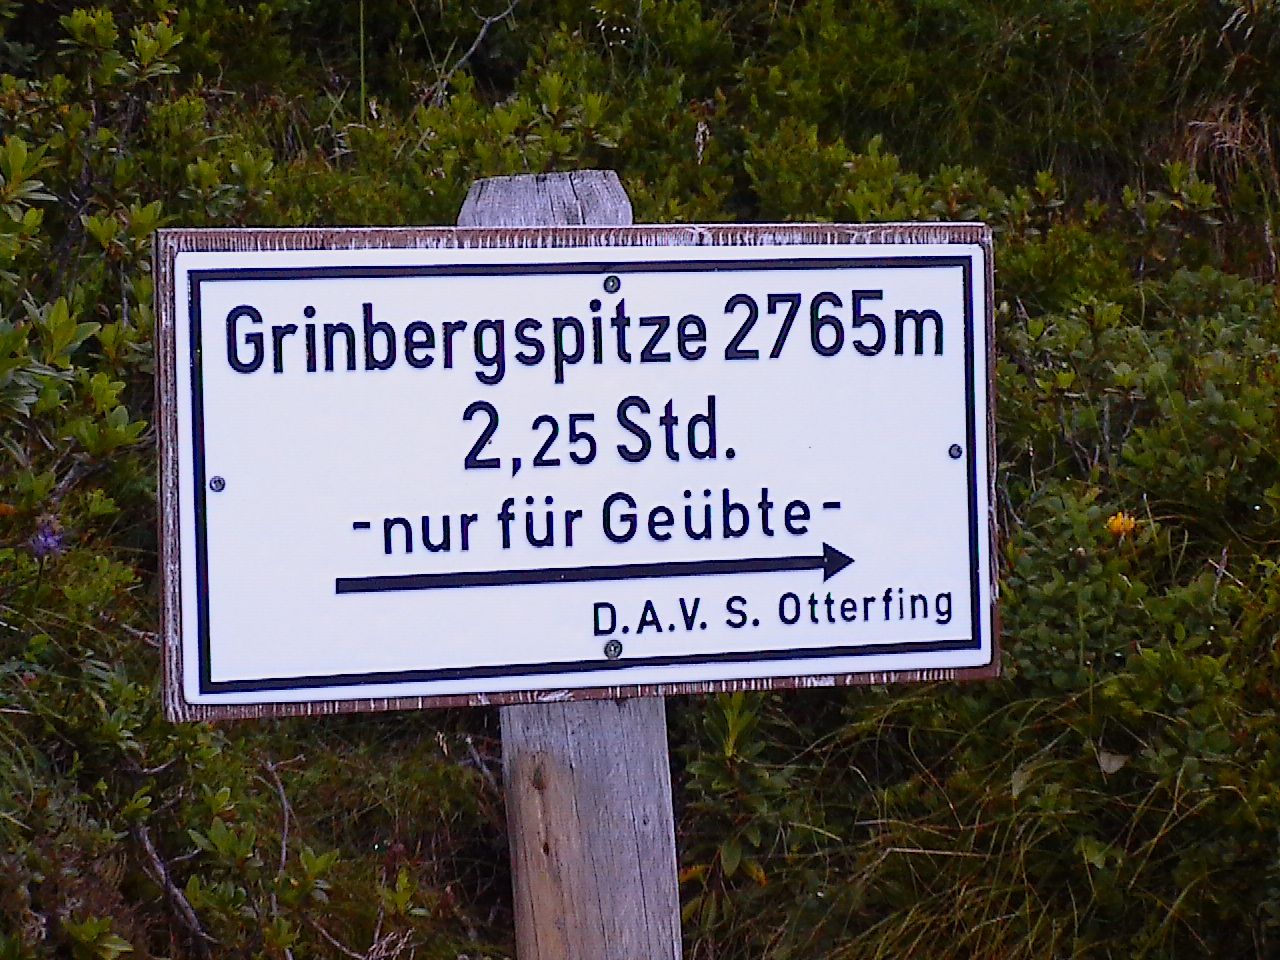 Grinbergspitze 2765m
2,25 Std.
-nur für Geübte-
D.A.V. S. Otterfing